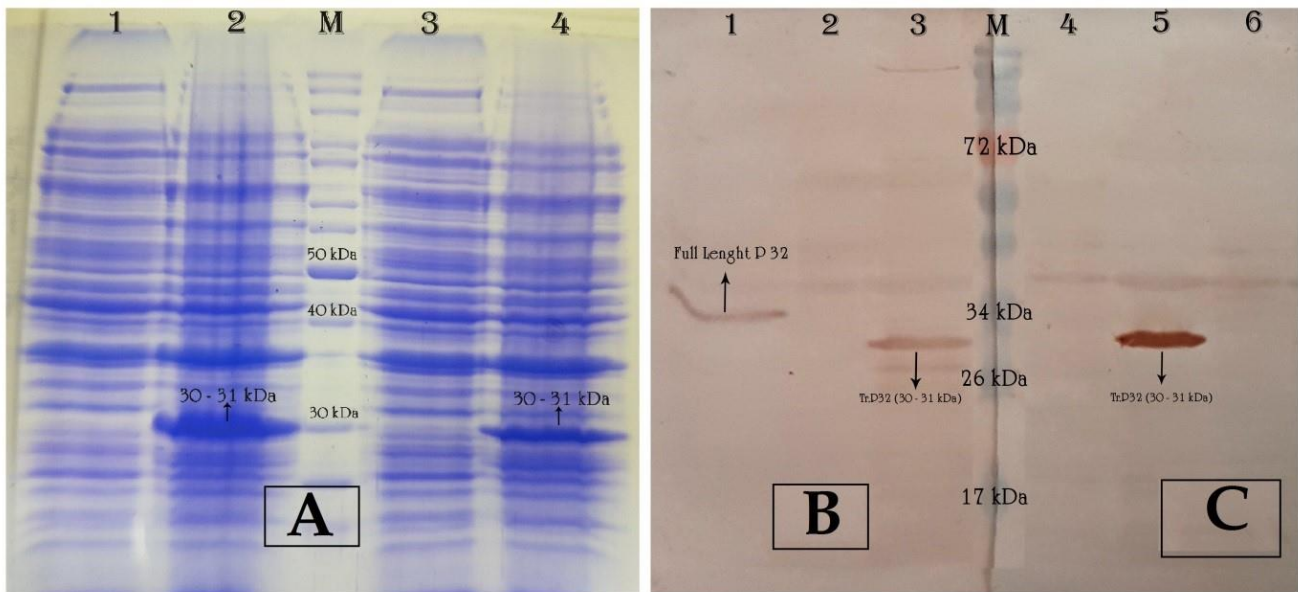 1 2 M 3 4
50 kDa
40 kDa
30 - 31 kDa
30 - 31 kDa
30 kDa
A
1 2 3 M 4 5 6
72 kDa
Full Lenght P 32
34 kDa
26 kDa
Tr.P32 (30 - 31 kDa)
Tr.P32 (30 - 31 kDa)
17 kDa
B
C